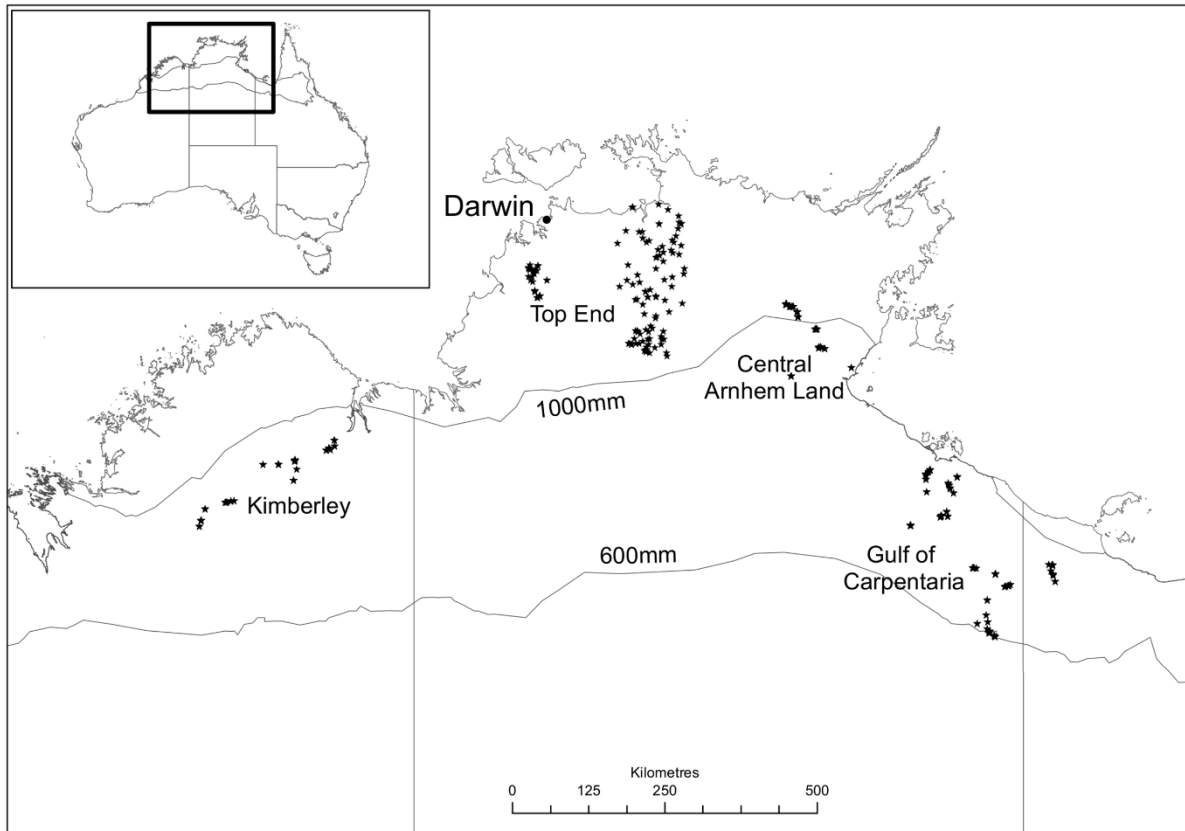 Darwin
Top End
Central
Arnhem Land
1000mm
Kimberley
600mm
Gulf of
Carpentaria
Kilometres
0 125 250 500